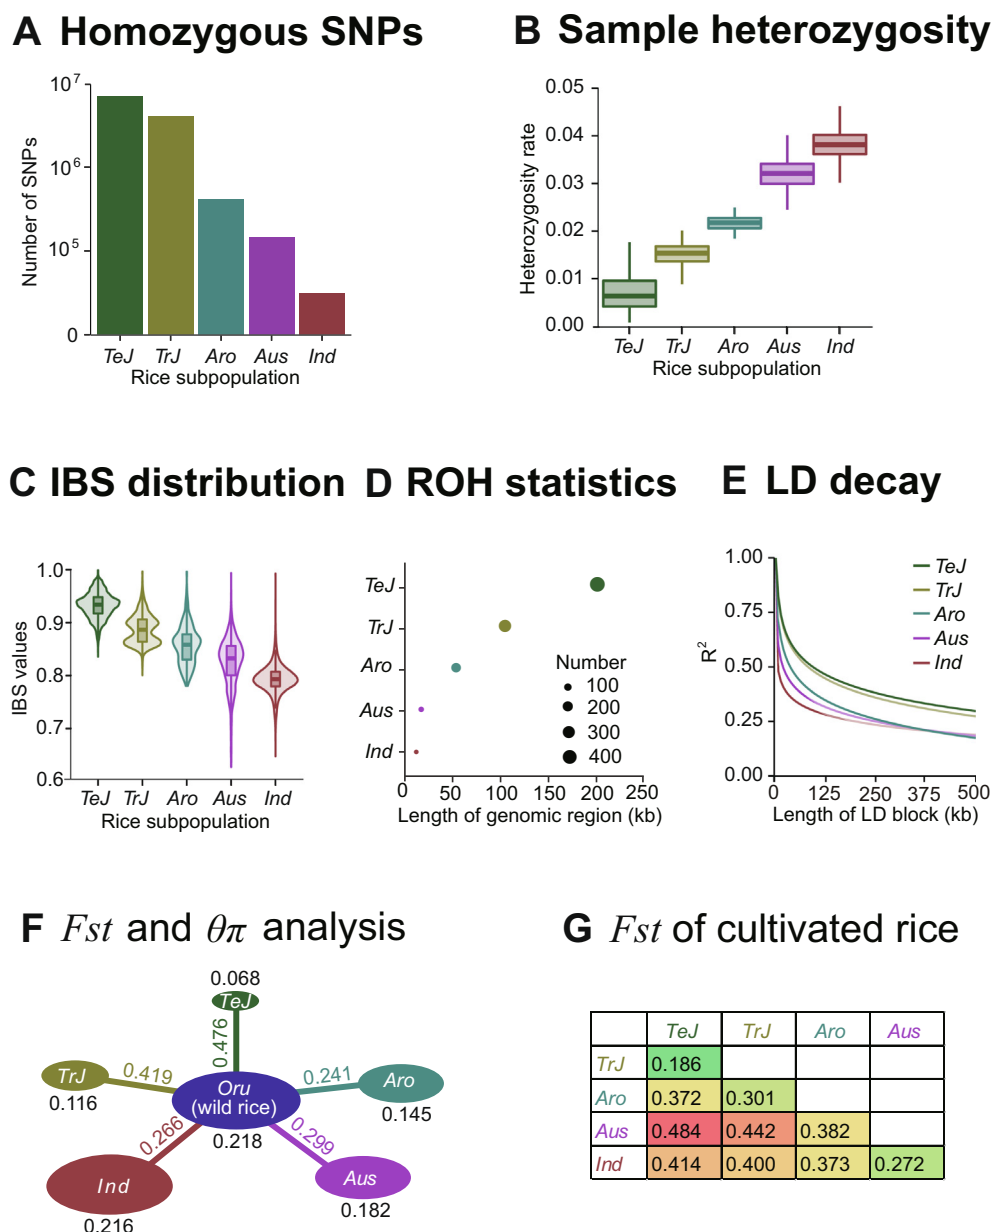 A Homozygous SNPs
Number of SNPs
10^7
10^6
10^5
0
TeJ TrJ Aro Aus Ind
Rice subpopulation
B Sample heterozygosity
Heterozygosity rate
0.05
0.04
0.03
0.02
0.01
0.00
TeJ TrJ Aro Aus Ind
Rice subpopulation
C IBS distribution
IBS values
1.0
0.9
0.8
0.7
0.6
TeJ TrJ Aro Aus Ind
Rice subpopulation
D ROH statistics
TeJ
TrJ
Aro
Aus
Ind
Number
100
200
300
400
0 50 100 150 200 250
Length of genomic region (kb)
E LD decay
R²
1.00
0.75
0.50
0.25
0.00
TeJ
TrJ
Aro
Aus
Ind
0 125 250 375 500
Length of LD block (kb)
F Fst and θπ analysis
0.068
TeJ
0.476
TrJ
0.116
0.419
Oru
(wild rice)
0.218
0.241
Aro
0.145
0.266
Ind
0.216
0.299
Aus
0.182
G Fst of cultivated rice
TeJ TrJ Aro Aus
TrJ 0.186
Aro 0.372 0.301
Aus 0.484 0.442 0.382
Ind 0.414 0.400 0.373 0.272